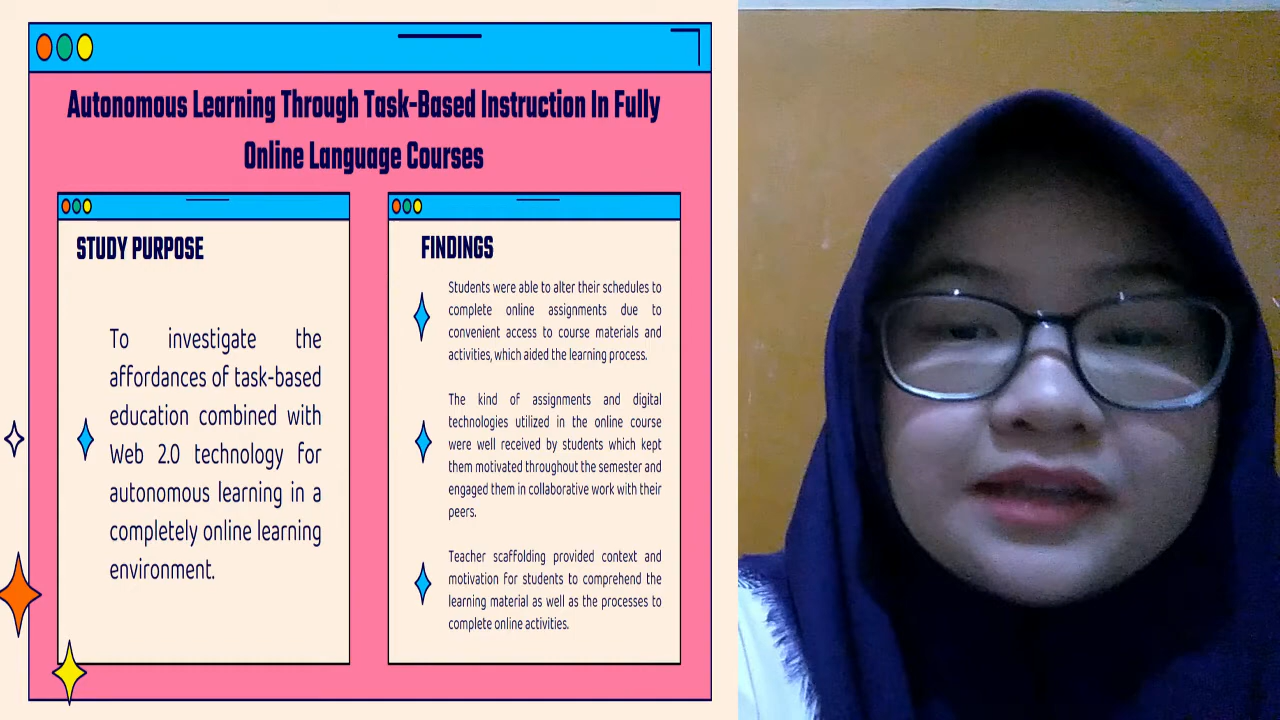 Autonomous Learning Through Task-Based Instruction In Fully
Online Language Courses
STUDY PURPOSE
To investigate the
affordances of task-based
education combined with
Web 2.0 technology for
autonomous learning in a
completely online learning
environment.
FINDINGS
Students were able to alter their schedules to
complete online assignments due to
convenient access to course materials and
activities, which aided the learning process.
The kind of assignments and digital
technologies utilized in the online course
were well received by students which kept
them motivated throughout the semester and
engaged them in collaborative work with their
peers.
Teacher scaffolding provided context and
motivation for students to comprehend the
learning material as well as the processes to
complete online activities.